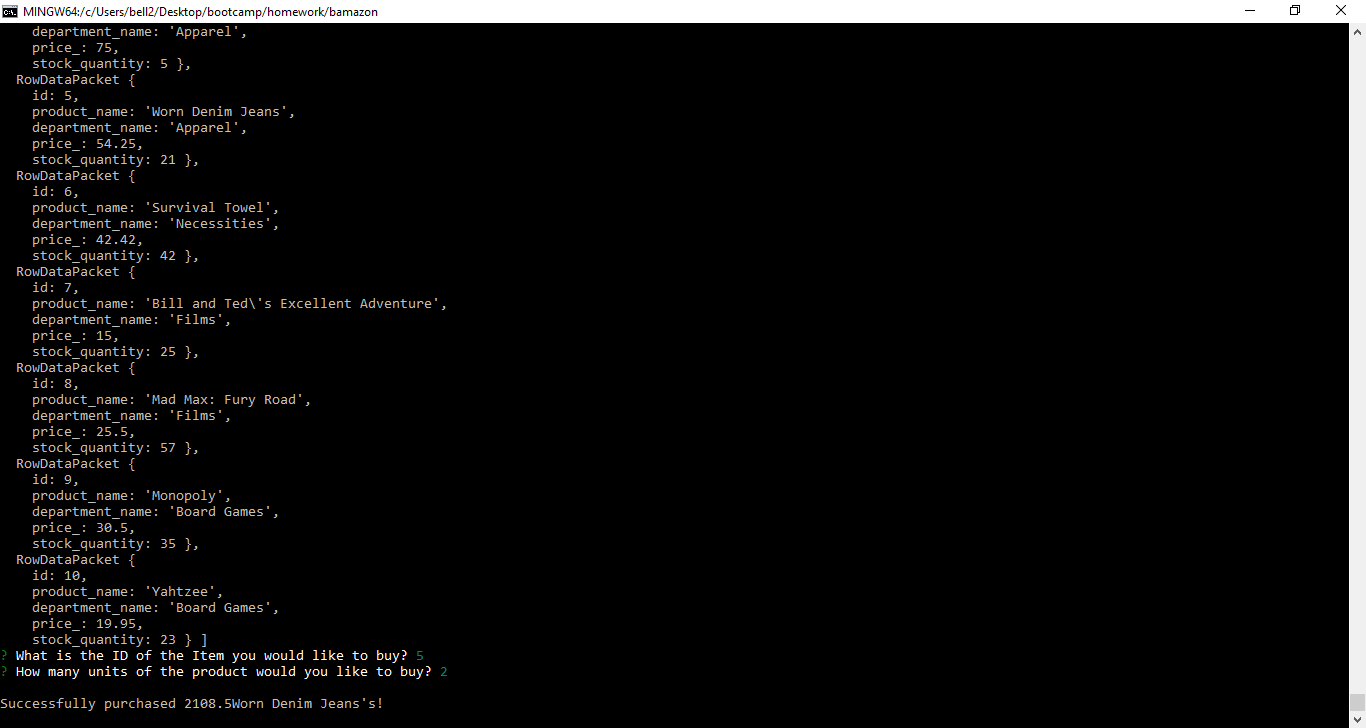 MINGW64:/c/Users/bell2/Desktop/bootcamp/homework/bamazon
    department_name: 'Apparel',
    price_: 75,
    stock_quantity: 5 },
  RowDataPacket {
    id: 5,
    product_name: 'Worn Denim Jeans',
    department_name: 'Apparel',
    price_: 54.25,
    stock_quantity: 21 },
  RowDataPacket {
    id: 6,
    product_name: 'Survival Towel',
    department_name: 'Necessities',
    price_: 42.42,
    stock_quantity: 42 },
  RowDataPacket {
    id: 7,
    product_name: 'Bill and Ted\'s Excellent Adventure',
    department_name: 'Films',
    price_: 15,
    stock_quantity: 25 },
  RowDataPacket {
    id: 8,
    product_name: 'Mad Max: Fury Road',
    department_name: 'Films',
    price_: 25.5,
    stock_quantity: 57 },
  RowDataPacket {
    id: 9,
    product_name: 'Monopoly',
    department_name: 'Board Games',
    price_: 30.5,
    stock_quantity: 35 },
  RowDataPacket {
    id: 10,
    product_name: 'Yahtzee',
    department_name: 'Board Games',
    price_: 19.95,
    stock_quantity: 23 } ]
? What is the ID of the Item you would like to buy? 5
? How many units of the product would you like to buy? 2
Successfully purchased 2108.5Worn Denim Jeans's!